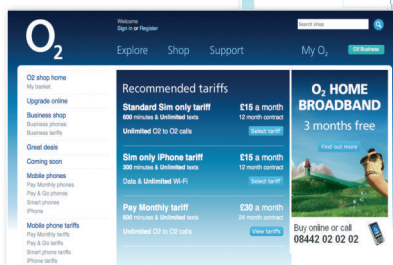 Welcome
Sign in or Register
Search shop
O2
Explore Shop Support My O2 O2 Business
O2 shop home
My basket
Upgrade online
Business shop
Business phones
Business tariffs
Great deals
Coming soon
Mobile phones
Pay Monthly phones
Pay & Go phones
Smart phones
iPhone
Mobile phone tariffs
Pay Monthly tariffs
Pay & Go tariffs
Smart phone tariffs
iPhone tariffs
Recommended tariffs
Standard Sim only tariff £15 a month
600 minutes & Unlimited texts 12 month contract
Unlimited O2 to O2 calls Select tariff
Sim only iPhone tariff £15 a month
300 minutes & Unlimited texts 12 month contract
Data & Unlimited Wi-Fi Select tariff
Pay Monthly tariff £30 a month
600 minutes & Unlimited texts 24 month contract
Unlimited O2 to O2 calls View tariffs
O2 HOME
BROADBAND
3 months free
Find out more
Buy online or call
08442 02 02 02